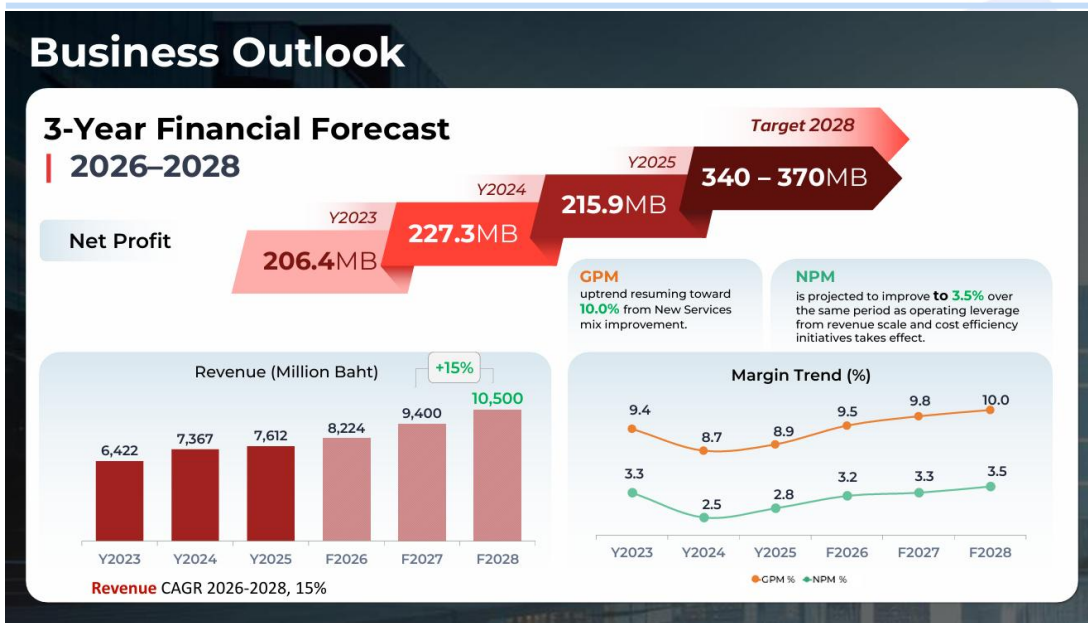 Business Outlook
3-Year Financial Forecast
2026–2028
Net Profit
Y2023
206.4MB
Y2024
227.3MB
Y2025
215.9MB
Target 2028
340 – 370MB
GPM
uptrend resuming toward
10.0% from New Services
mix improvement.
NPM
is projected to improve to 3.5% over
the same period as operating leverage
from revenue scale and cost efficiency
initiatives takes effect.
Revenue (Million Baht)
+15%
6,422
7,367
7,612
8,224
9,400
10,500
Y2023
Y2024
Y2025
F2026
F2027
F2028
Revenue CAGR 2026-2028, 15%
Margin Trend (%)
9.4
8.7
8.9
9.5
9.8
10.0
3.3
2.5
2.8
3.2
3.3
3.5
Y2023
Y2024
Y2025
F2026
F2027
F2028
GPM %
NPM %